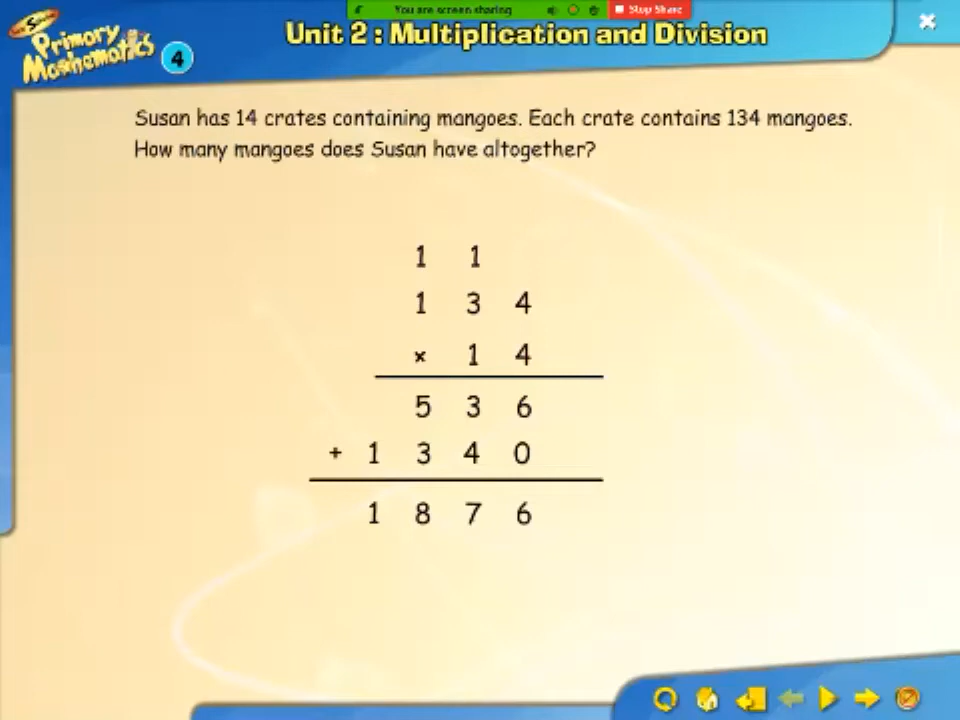 You are screen sharing
Stop Share
Primary
Mathematics
4
Unit 2 : Multiplication and Division
Susan has 14 crates containing mangoes. Each crate contains 134 mangoes.
How many mangoes does Susan have altogether?
1 1
1 3 4
× 1 4
5 3 6
+ 1 3 4 0
1 8 7 6